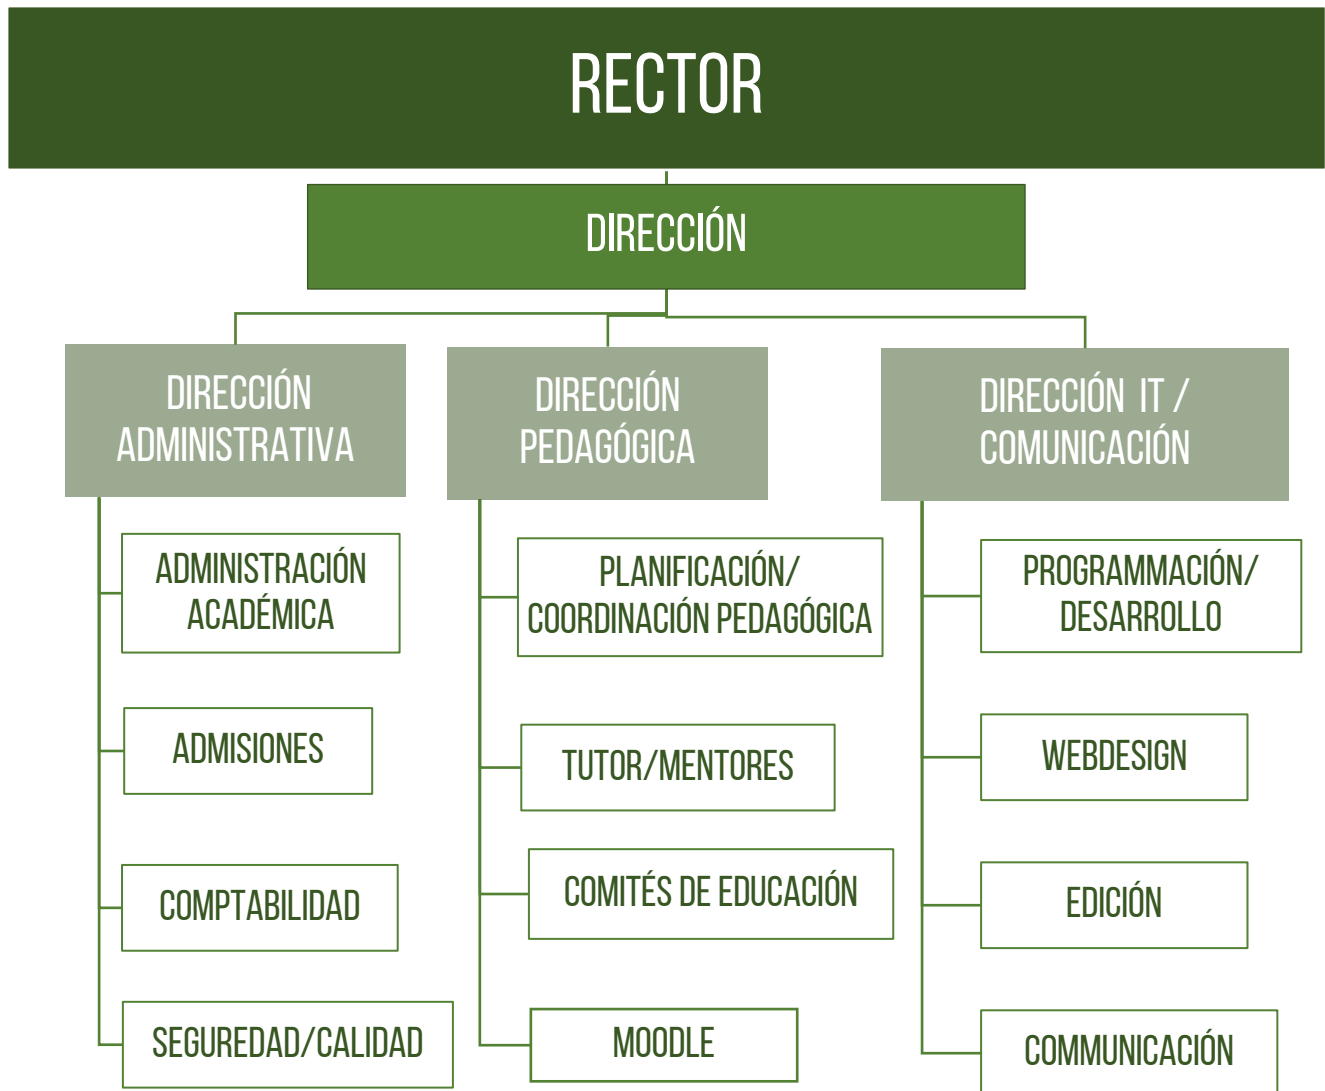 RECTOR
DIRECCIÓN
DIRECCIÓN
ADMINISTRATIVA
ADMINISTRACIÓN
ACADÉMICA
ADMISIONES
COMPTABILIDAD
SEGUREDAD/CALIDAD
DIRECCIÓN
PEDAGÓGICA
PLANIFICACIÓN/
COORDINACIÓN PEDAGÓGICA
TUTOR/MENTORES
COMITÉS DE EDUCACIÓN
MOODLE
DIRECCIÓN IT /
COMUNICACIÓN
PROGRAMMACIÓN/
DESARROLLO
WEBDESIGN
EDICIÓN
COMMUNICACIÓN